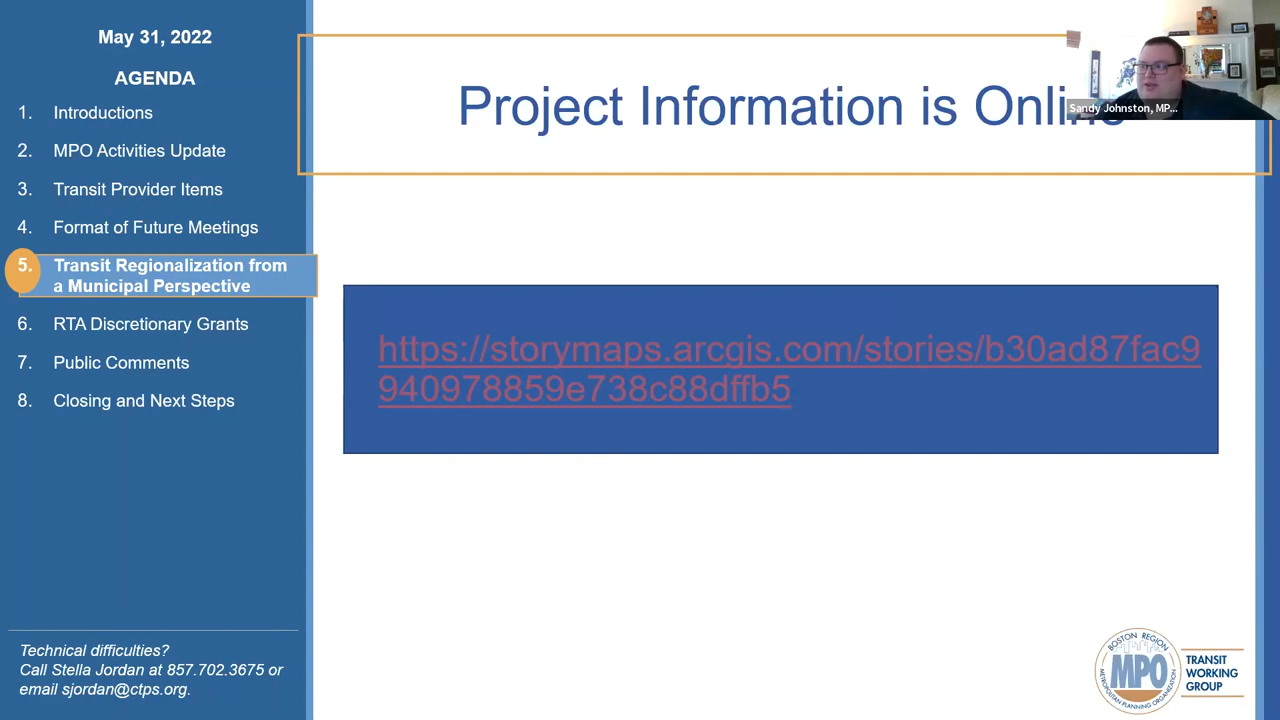 May 31, 2022
AGENDA
1. Introductions
2. MPO Activities Update
3. Transit Provider Items
4. Format of Future Meetings
5. Transit Regionalization from
a Municipal Perspective
6. RTA Discretionary Grants
7. Public Comments
8. Closing and Next Steps
Technical difficulties?
Call Stella Jordan at 857.702.3675 or
email sjordan@ctps.org.
Project Information is Online
Sandy Johnston, MP...
https://storymaps.arcgis.com/stories/b30ad87fac9
940978859e738c88dffb5
BOSTON REGION
MPO
METROPOLITAN PLANNING ORGANIZATION
TRANSIT
WORKING
GROUP